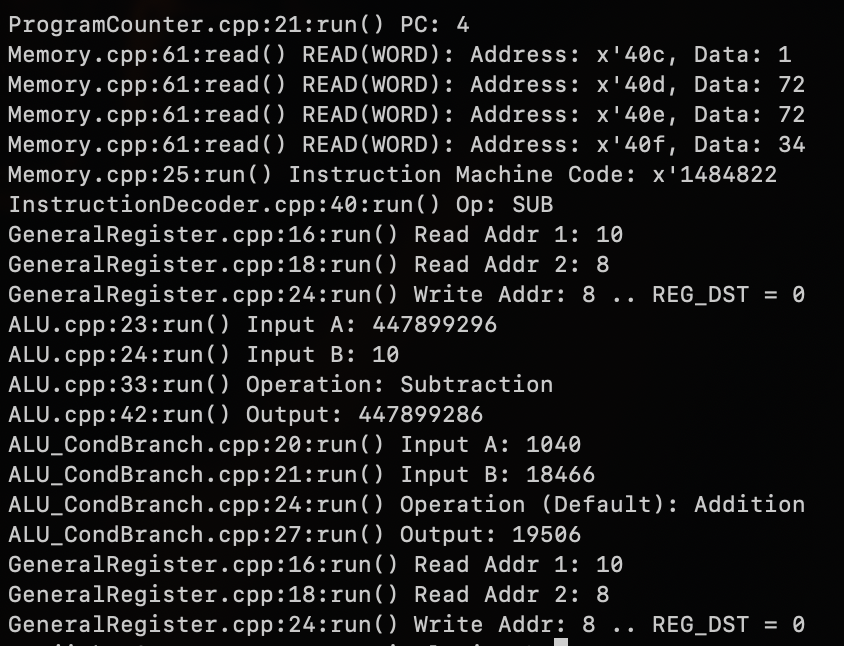 ProgramCounter.cpp:21:run() PC: 4
Memory.cpp:61:read() READ(WORD): Address: x'40c, Data: 1
Memory.cpp:61:read() READ(WORD): Address: x'40d, Data: 72
Memory.cpp:61:read() READ(WORD): Address: x'40e, Data: 72
Memory.cpp:61:read() READ(WORD): Address: x'40f, Data: 34
Memory.cpp:25:run() Instruction Machine Code: x'1484822
InstructionDecoder.cpp:40:run() Op: SUB
GeneralRegister.cpp:16:run() Read Addr 1: 10
GeneralRegister.cpp:18:run() Read Addr 2: 8
GeneralRegister.cpp:24:run() Write Addr: 8 .. REG_DST = 0
ALU.cpp:23:run() Input A: 447899296
ALU.cpp:24:run() Input B: 10
ALU.cpp:33:run() Operation: Subtraction
ALU.cpp:42:run() Output: 447899286
ALU_CondBranch.cpp:20:run() Input A: 1040
ALU_CondBranch.cpp:21:run() Input B: 18466
ALU_CondBranch.cpp:24:run() Operation (Default): Addition
ALU_CondBranch.cpp:27:run() Output: 19506
GeneralRegister.cpp:16:run() Read Addr 1: 10
GeneralRegister.cpp:18:run() Read Addr 2: 8
GeneralRegister.cpp:24:run() Write Addr: 8 .. REG_DST = 0